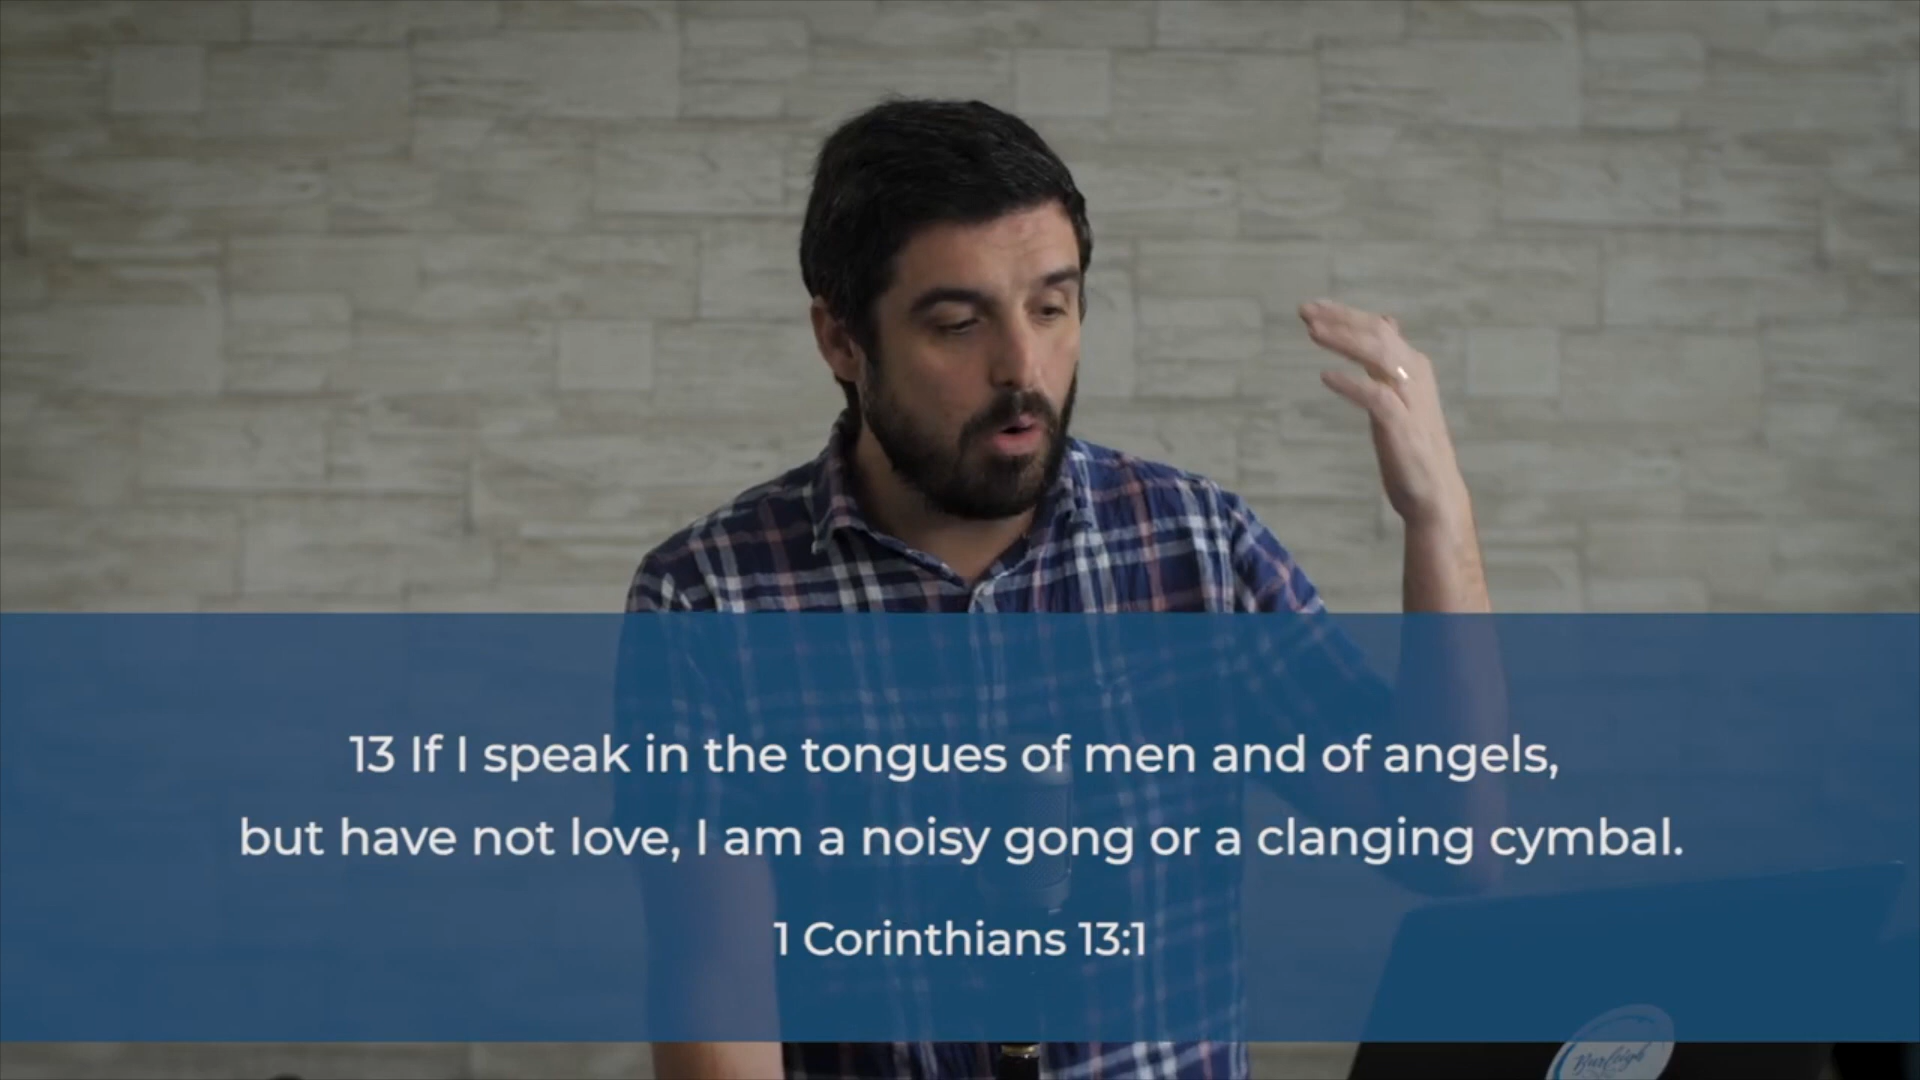 13 If I speak in the tongues of men and of angels,
but have not love, I am a noisy gong or a clanging cymbal.
1 Corinthians 13:1
Burleigh